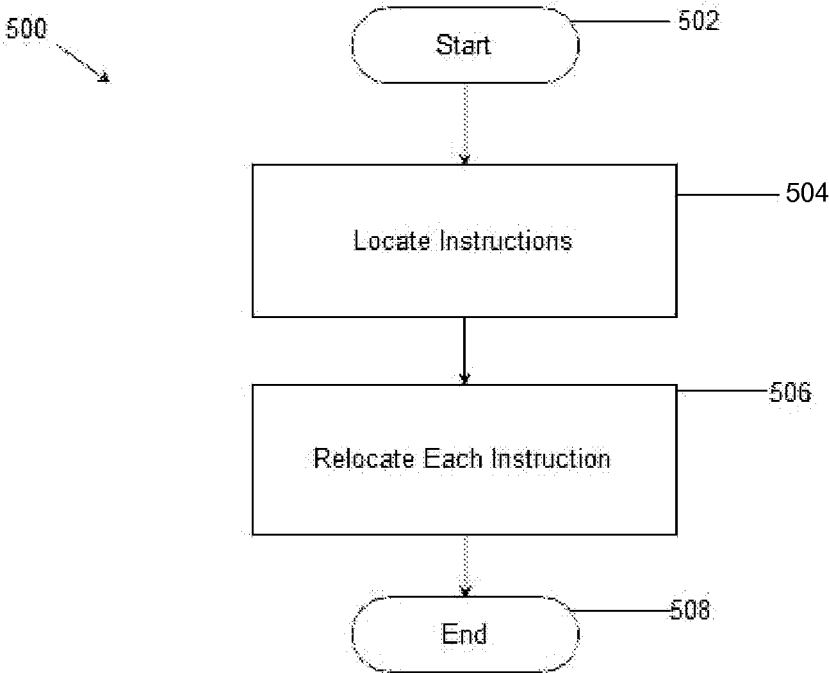 500
Start
502
Locate Instructions
504
Relocate Each Instruction
506
End
508